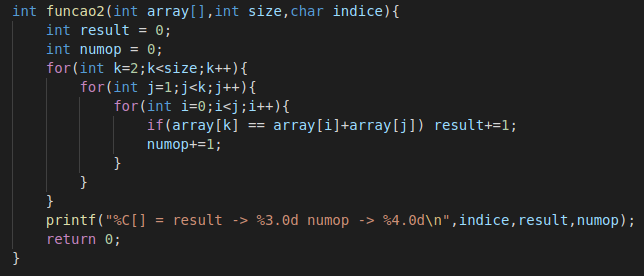 int funcao2(int array[],int size,char indice){
    int result = 0;
    int numop = 0;
    for(int k=2;k<size;k++){
        for(int j=1;j<k;j++){
            for(int i=0;i<j;i++){
                if(array[k] == array[i]+array[j]) result+=1;
                numop+=1;
            }
        }
    }
    printf("%C[] = result -> %3.0d numop -> %4.0d\n",indice,result,numop);
    return 0;
}